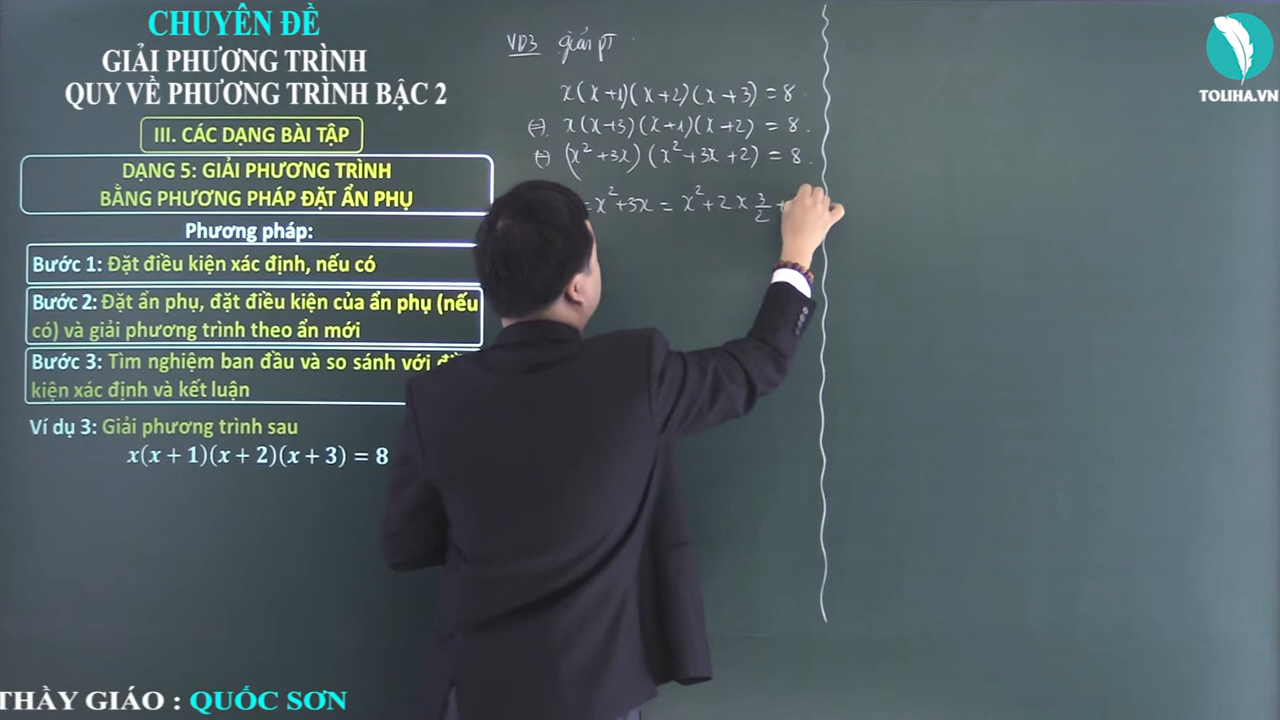 CHUYÊN ĐỀ
GIẢI PHƯƠNG TRÌNH
QUY VỀ PHƯƠNG TRÌNH BẬC 2
III. CÁC DẠNG BÀI TẬP
DẠNG 5: GIẢI PHƯƠNG TRÌNH
BẰNG PHƯƠNG PHÁP ĐẶT ẨN PHỤ
Phương pháp:
Bước 1: Đặt điều kiện xác định, nếu có
Bước 2: Đặt ẩn phụ, đặt điều kiện của ẩn phụ (nếu
có) và giải phương trình theo ẩn mới
Bước 3: Tìm nghiệm ban đầu và so sánh với
kiện xác định và kết luận
Ví dụ 3: Giải phương trình sau
x(x + 1)(x + 2)(x + 3) = 8
THẦY GIÁO : QUỐC SƠN
VD3 giải pT
x(x+1)(x+2)(x+3) = 8
(=) x(x+3)(x+1)(x+2) = 8.
(=) (x²+3x)(x²+3x+2) = 8.
= x²+3x = x²+2x 3/2 +
TOLIHA.VN